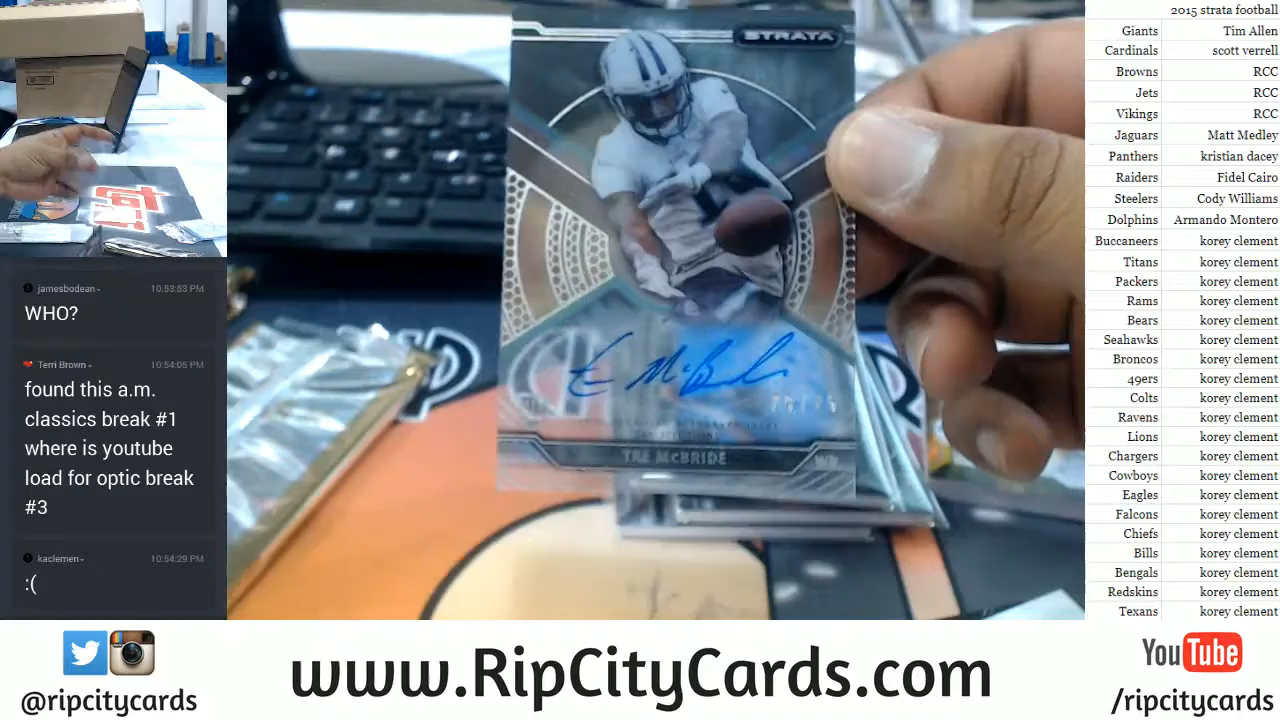 jamesbodean - 10:53:53 PM
WHO?
Terri Brown - 10:54:05 PM
found this a.m.
classics break #1
where is youtube
load for optic break
#3
kaclemen - 10:54:29 PM
:(
STRATA
E McB
TRE McBRIDE
WR
2015 strata football
Giants Tim Allen
Cardinals scott verrell
Browns RCC
Jets RCC
Vikings RCC
Jaguars Matt Medley
Panthers kristian dacey
Raiders Fidel Cairo
Steelers Cody Williams
Dolphins Armando Montero
Buccaneers korey clement
Titans korey clement
Packers korey clement
Rams korey clement
Bears korey clement
Seahawks korey clement
Broncos korey clement
49ers korey clement
Colts korey clement
Ravens korey clement
Lions korey clement
Chargers korey clement
Cowboys korey clement
Eagles korey clement
Falcons korey clement
Chiefs korey clement
Bills korey clement
Bengals korey clement
Redskins korey clement
Texans korey clement
@ripcitycards
www.RipCityCards.com
YouTube
/ripcitycards